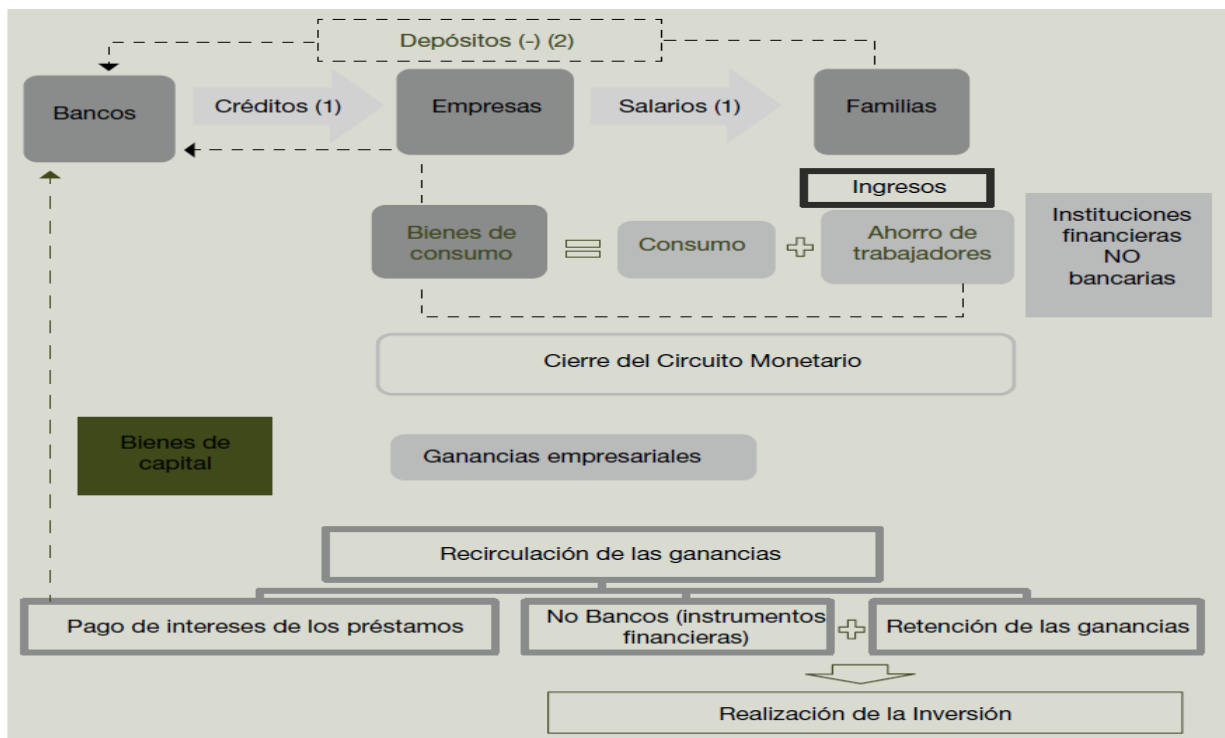 Depósitos (-) (2)
Bancos
Créditos (1)
Empresas
Salarios (1)
Familias
Ingresos
Bienes de
consumo
Consumo
Ahorro de
trabajadores
Instituciones
financieras
NO
bancarias
Cierre del Circuito Monetario
Bienes de
capital
Ganancias empresariales
Recirculación de las ganancias
Pago de intereses de los préstamos
No Bancos (instrumentos
financieras)
Retención de las ganancias
Realización de la Inversión